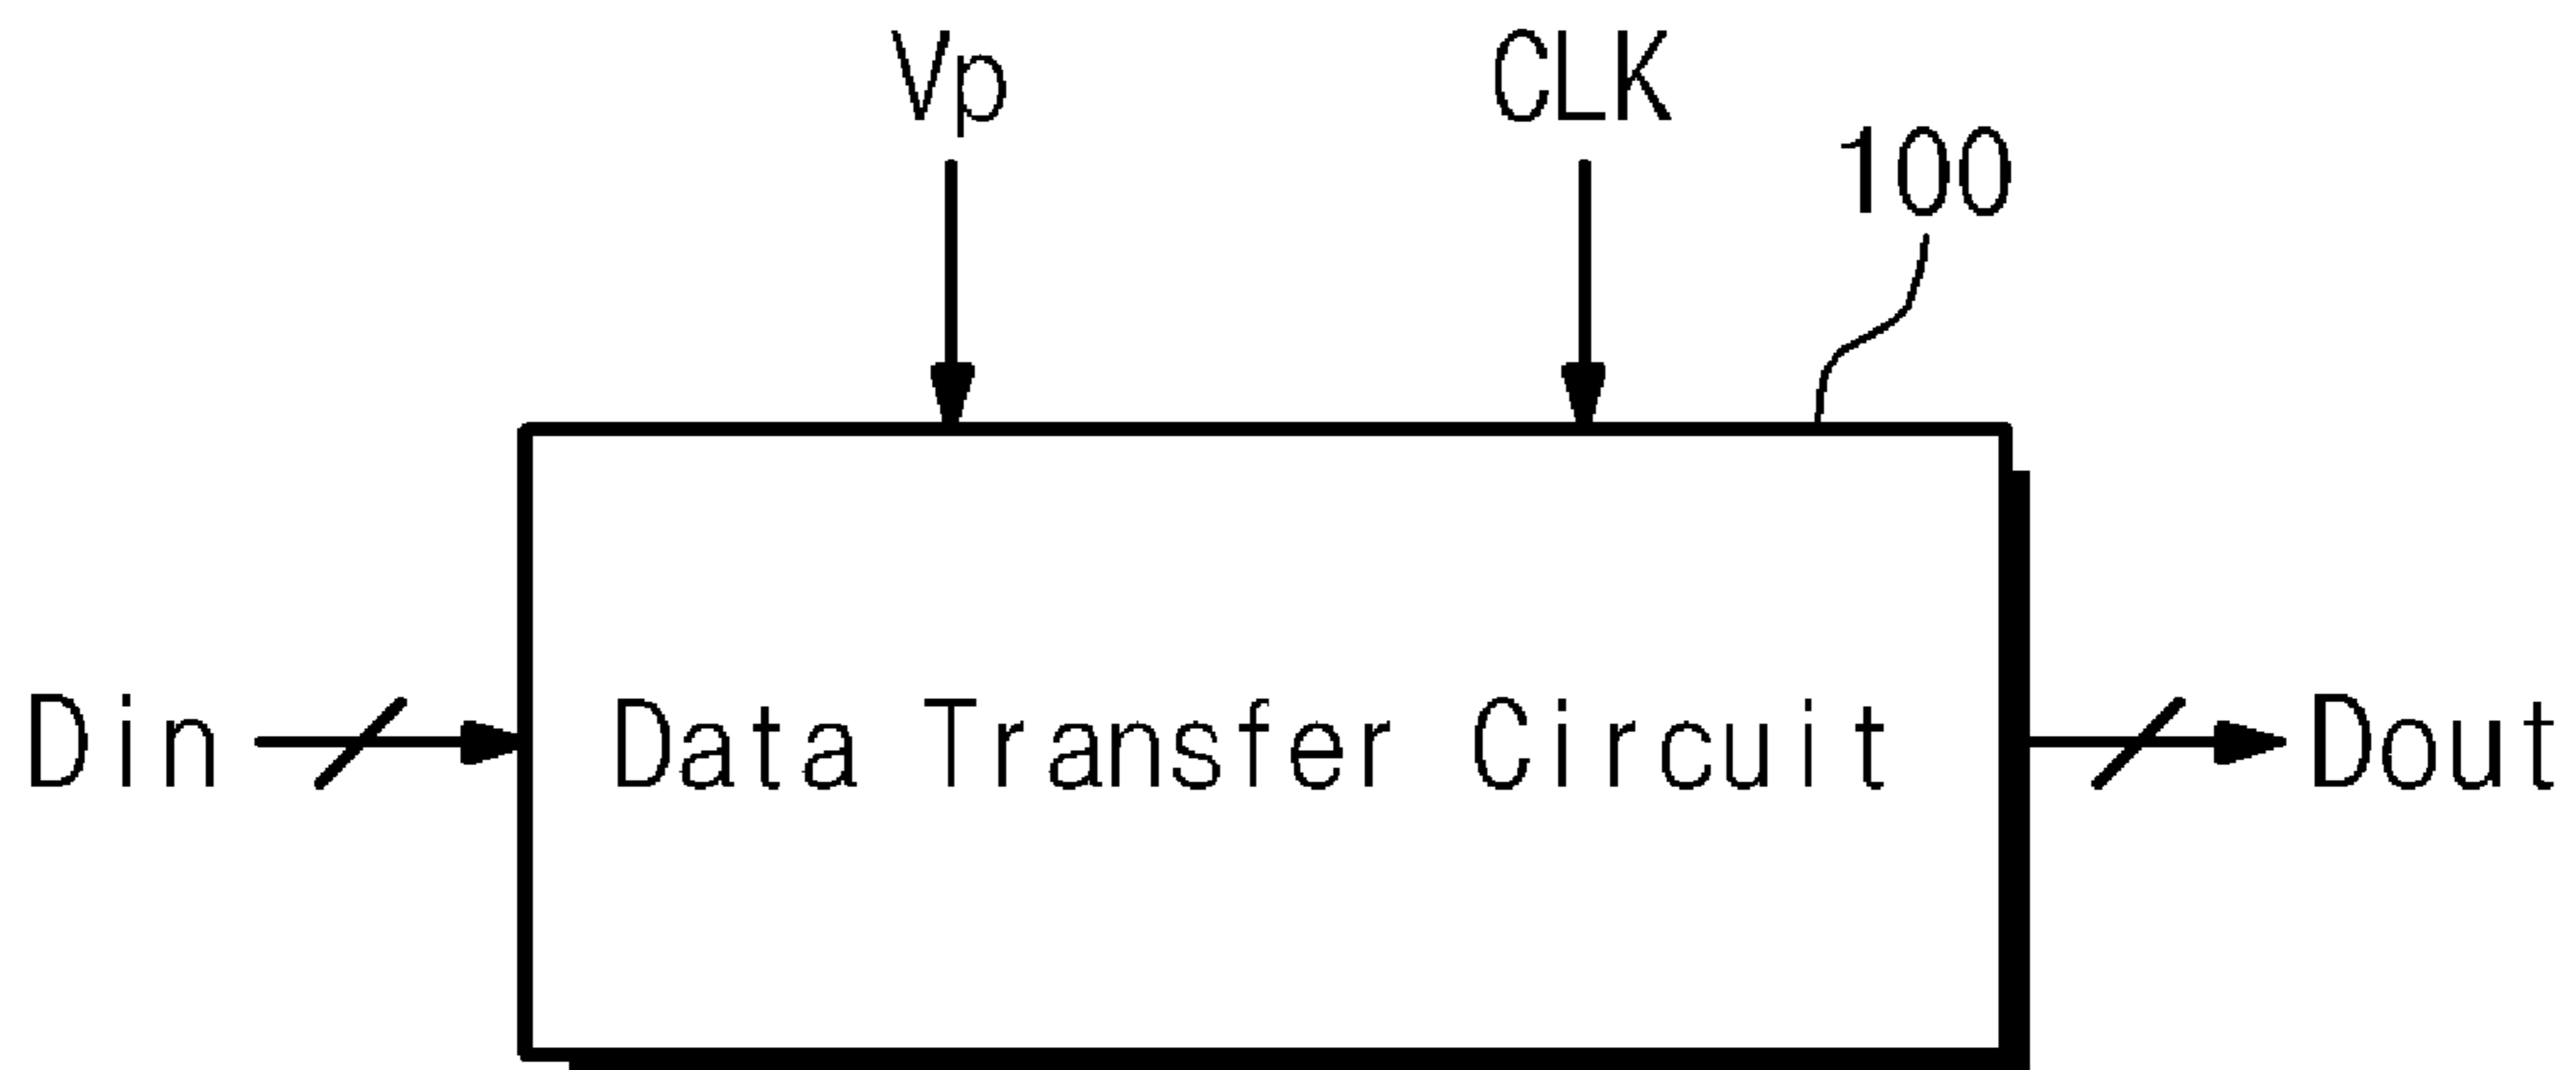 Vp
CLK
100
Din
Data Transfer Circuit
Dout